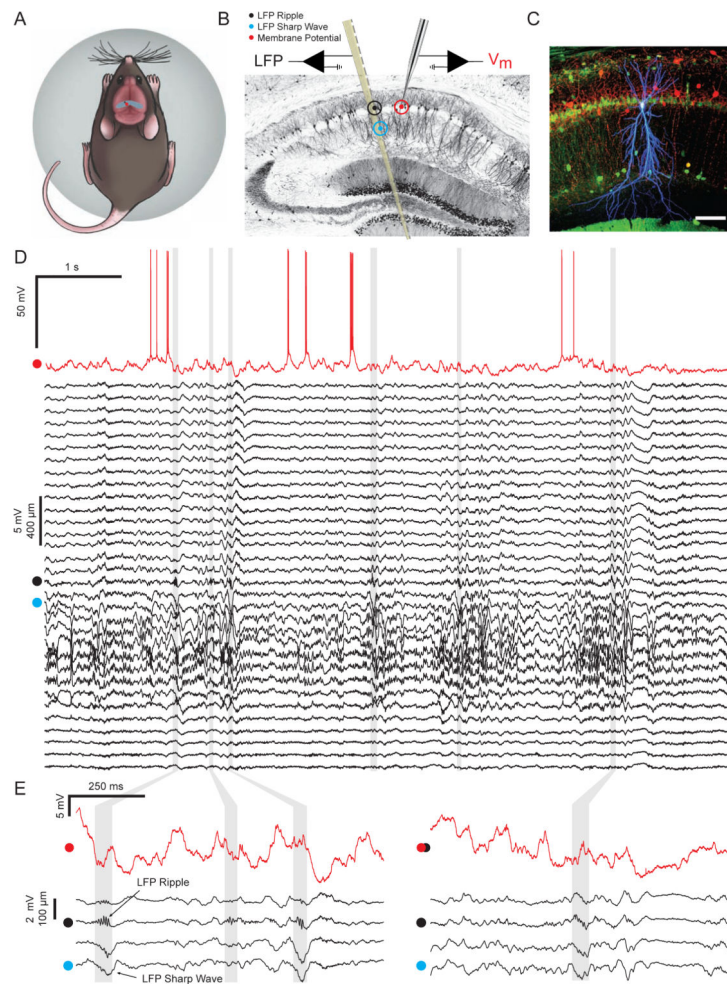 A
B
LFP Ripple
LFP Sharp Wave
Membrane Potential
LFP
Vm
C
D
1 s
50 mV
5 mV
400 µm
E
250 ms
5 mV
LFP Ripple
2 mV
100 µm
LFP Sharp Wave